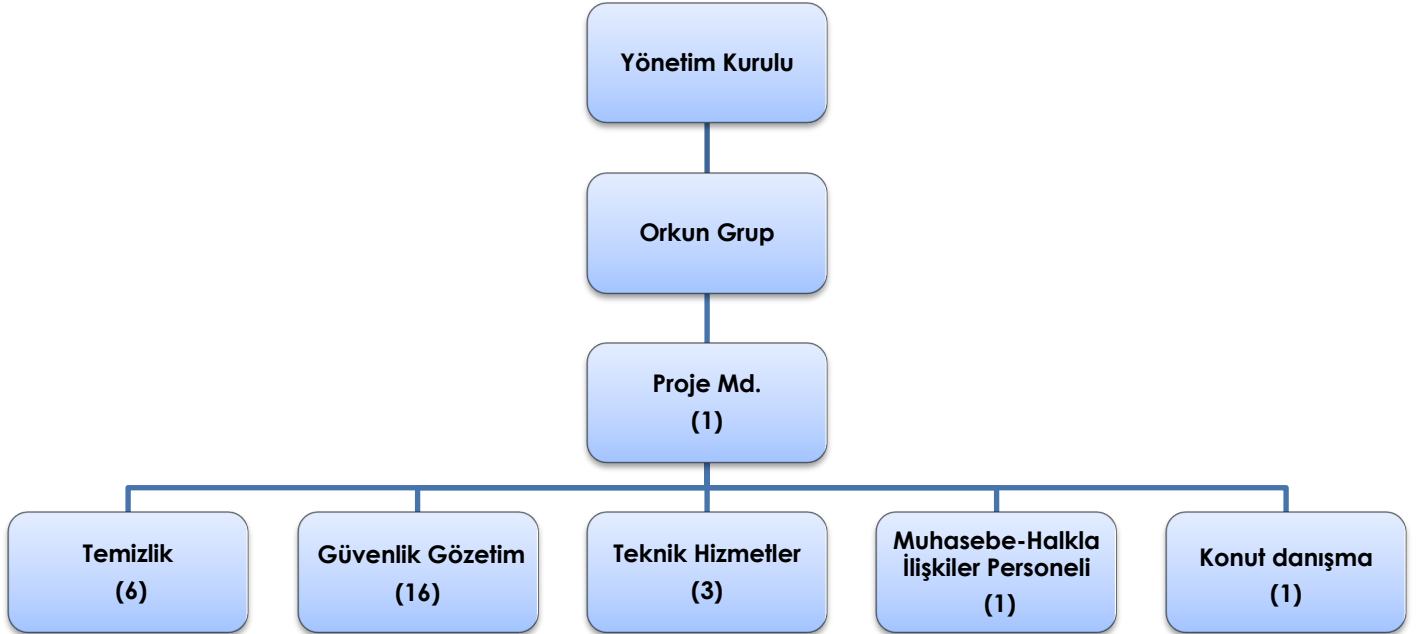 Yönetim Kurulu
Orkun Grup
Proje Md.
(1)
Temizlik
(6)
Güvenlik Gözetim
(16)
Teknik Hizmetler
(3)
Muhasebe-Halkla
İlişkiler Personeli
(1)
Konut danışma
(1)